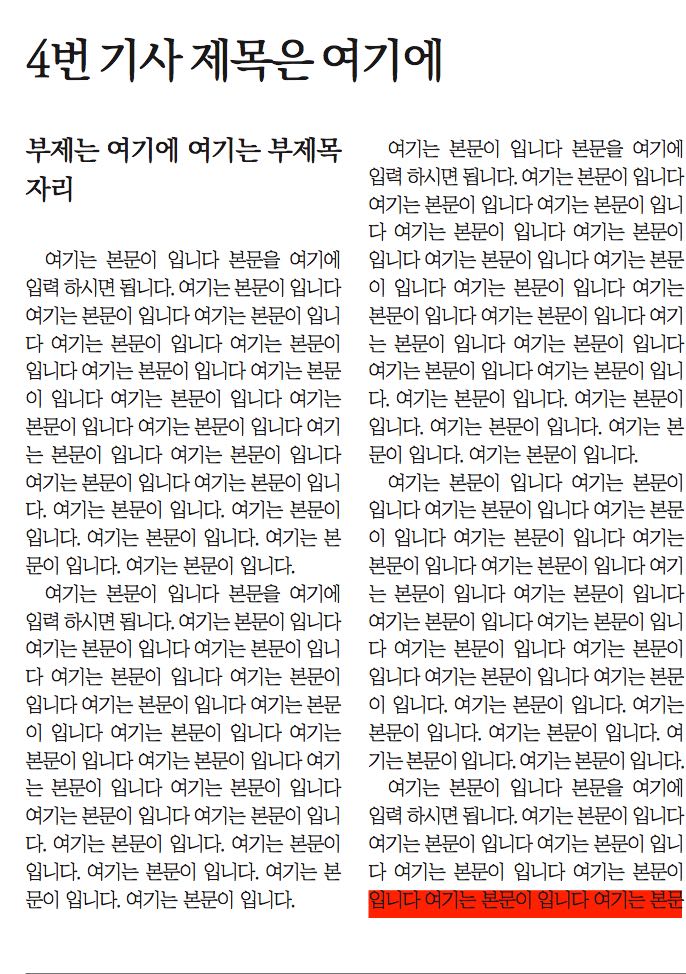 4번 기사 제목은 여기에
부제는 여기에 여기는 부제목
자리
여기는 본문이 입니다 본문을 여기에
입력 하시면 됩니다. 여기는 본문이 입니다
여기는 본문이 입니다 여기는 본문이 입니
다 여기는 본문이 입니다 여기는 본문이
입니다 여기는 본문이 입니다 여기는 본문
이 입니다 여기는 본문이 입니다 여기는
본문이 입니다 여기는 본문이 입니다 여기
는 본문이 입니다 여기는 본문이 입니다
여기는 본문이 입니다 여기는 본문이 입니
다. 여기는 본문이 입니다. 여기는 본문이
입니다. 여기는 본문이 입니다. 여기는 본
문이 입니다. 여기는 본문이 입니다.
여기는 본문이 입니다 본문을 여기에
입력 하시면 됩니다. 여기는 본문이 입니다
여기는 본문이 입니다 여기는 본문이 입니
다 여기는 본문이 입니다 여기는 본문이
입니다 여기는 본문이 입니다 여기는 본문
이 입니다 여기는 본문이 입니다 여기는
본문이 입니다 여기는 본문이 입니다 여기
는 본문이 입니다 여기는 본문이 입니다
여기는 본문이 입니다 여기는 본문이 입니
다. 여기는 본문이 입니다. 여기는 본문이
입니다. 여기는 본문이 입니다. 여기는 본
문이 입니다. 여기는 본문이 입니다.
여기는 본문이 입니다 본문을 여기에
입력 하시면 됩니다. 여기는 본문이 입니다
여기는 본문이 입니다 여기는 본문이 입니
다 여기는 본문이 입니다 여기는 본문이
입니다 여기는 본문이 입니다 여기는 본문
이 입니다 여기는 본문이 입니다 여기는
본문이 입니다 여기는 본문이 입니다 여기
는 본문이 입니다 여기는 본문이 입니다
여기는 본문이 입니다 여기는 본문이 입니
다. 여기는 본문이 입니다. 여기는 본문이
입니다. 여기는 본문이 입니다. 여기는 본
문이 입니다. 여기는 본문이 입니다.
여기는 본문이 입니다 여기는 본문이
입니다 여기는 본문이 입니다 여기는 본문
이 입니다 여기는 본문이 입니다 여기는
본문이 입니다 여기는 본문이 입니다 여기
는 본문이 입니다 여기는 본문이 입니다
여기는 본문이 입니다 여기는 본문이 입니
다 여기는 본문이 입니다 여기는 본문이
입니다 여기는 본문이 입니다 여기는 본문
이 입니다. 여기는 본문이 입니다. 여기는
본문이 입니다. 여기는 본문이 입니다. 여
기는 본문이 입니다. 여기는 본문이 입니다.
여기는 본문이 입니다 본문을 여기에
입력 하시면 됩니다. 여기는 본문이 입니다
여기는 본문이 입니다 여기는 본문이 입니
다 여기는 본문이 입니다 여기는 본문이
입니다 여기는 본문이 입니다 여기는 본문